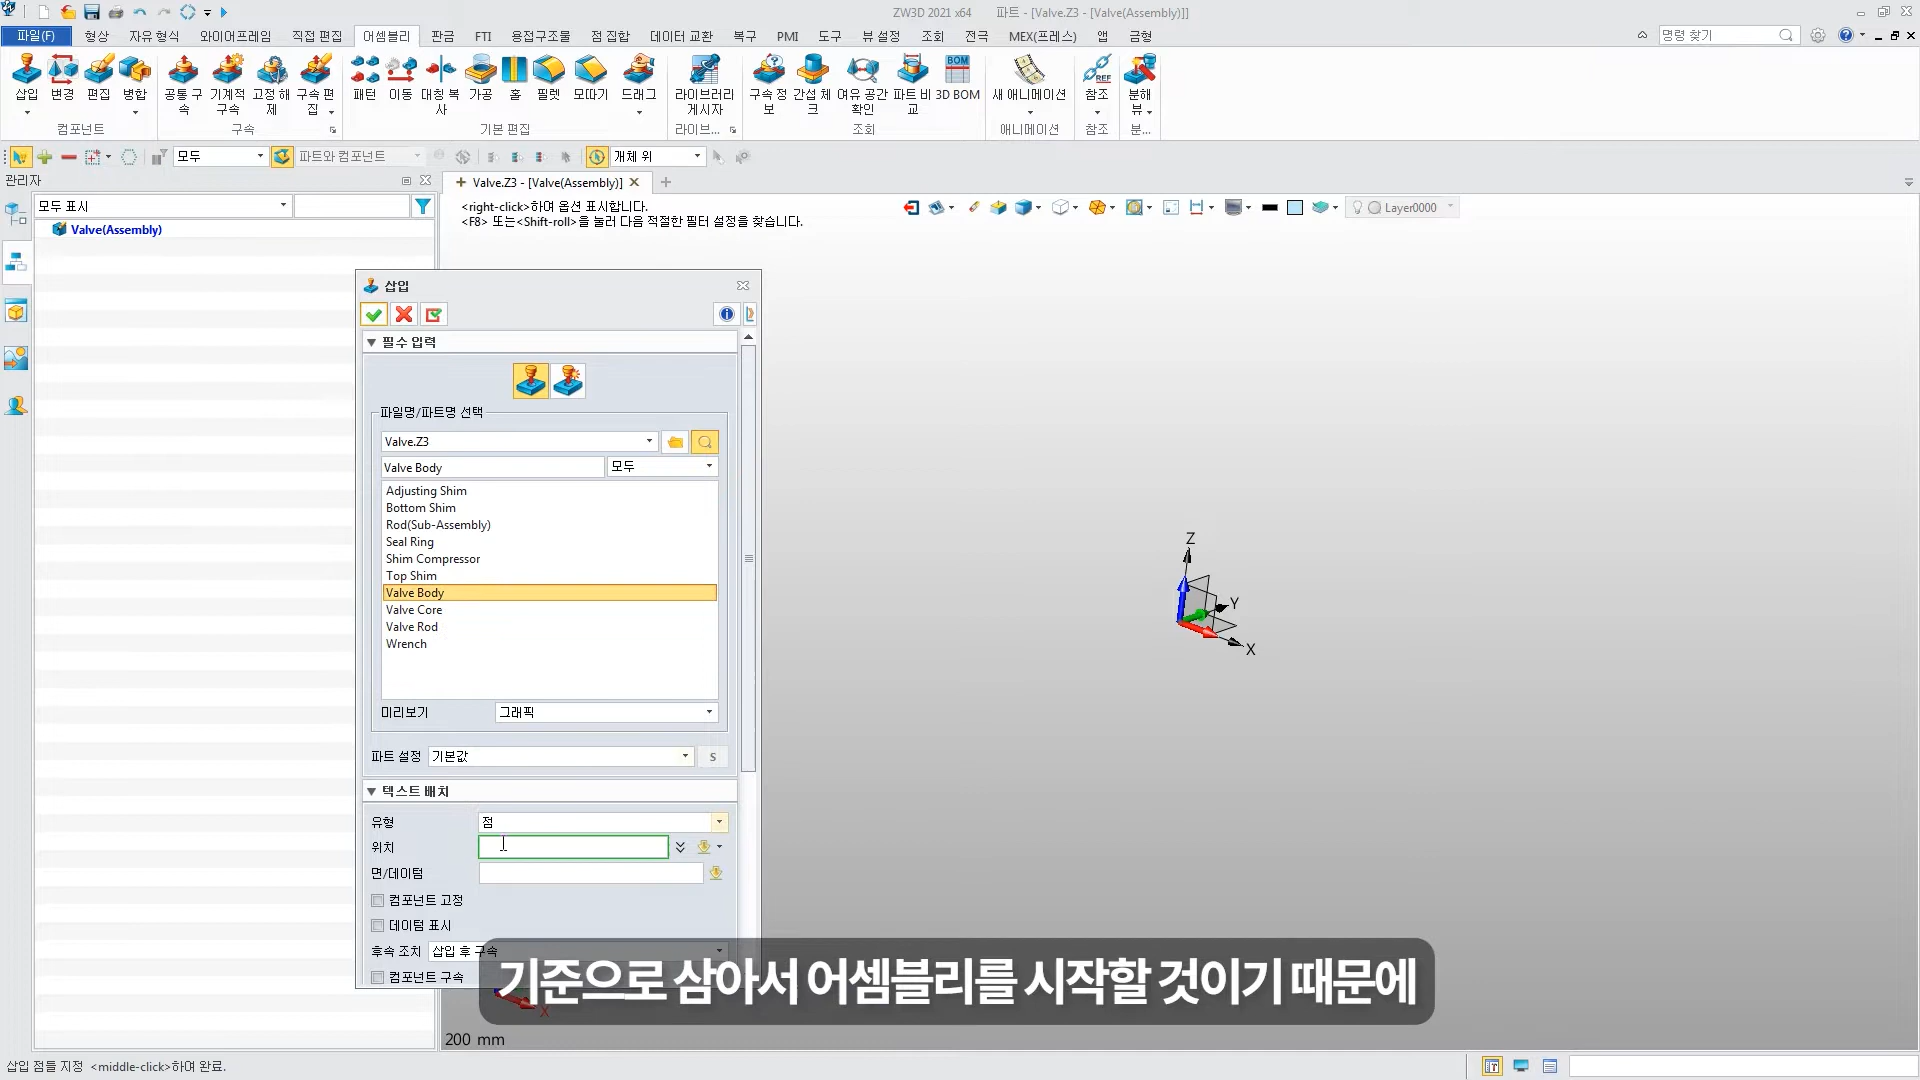 ZW3D 2021 x64 파트 - [Valve.Z3 - [Valve(Assembly)]]
파일(F) 형상 자유 형식 와이어프레임 직접 편집 어셈블리 판금 FTI 용접구조물 점 집합 데이터 교환 복구 PMI 도구 뷰 설정 조회 전극 MEX(프레스) 앱 금형 명령 찾기
삽입 변경 편집 병합 공통 구속 기계적 구속 고정 해제 구속 편집 패턴 이동 대칭 복사 가공 홀 필렛 모따기 드래그 라이브러리 게시자 구속 정보 간섭 체크 여유 공간 확인 파트 비교 3D BOM 새 애니메이션 참조 분해 뷰
컴포넌트 구속 기본 편집 라이브... 조회 애니메이션 참조 분...
모두 파트와 컴포넌트 개체 위
관리자
Valve.Z3 - [Valve(Assembly)]
모두 표시
Valve(Assembly)
<right-click>하여 옵션 표시합니다.
<F8> 또는<Shift-roll>을 눌러 다음 적절한 필터 설정을 찾습니다.
Layer0000
삽입
필수 입력
파일명/파트명 선택
Valve.Z3
Valve Body 모두
Adjusting Shim
Bottom Shim
Rod(Sub-Assembly)
Seal Ring
Shim Compressor
Top Shim
Valve Body
Valve Core
Valve Rod
Wrench
미리보기 그래픽
파트 설정 기본값 S
텍스트 배치
유형 점
위치
면/데이텀
컴포넌트 고정
데이텀 표시
후속 조치 삽입 후 구속
컴포넌트 구속
Z
Y
X
기준으로 삼아서 어셈블리를 시작할 것이기 때문에
X
200 mm
삽입 점들 지정 <middle-click>하여 완료.